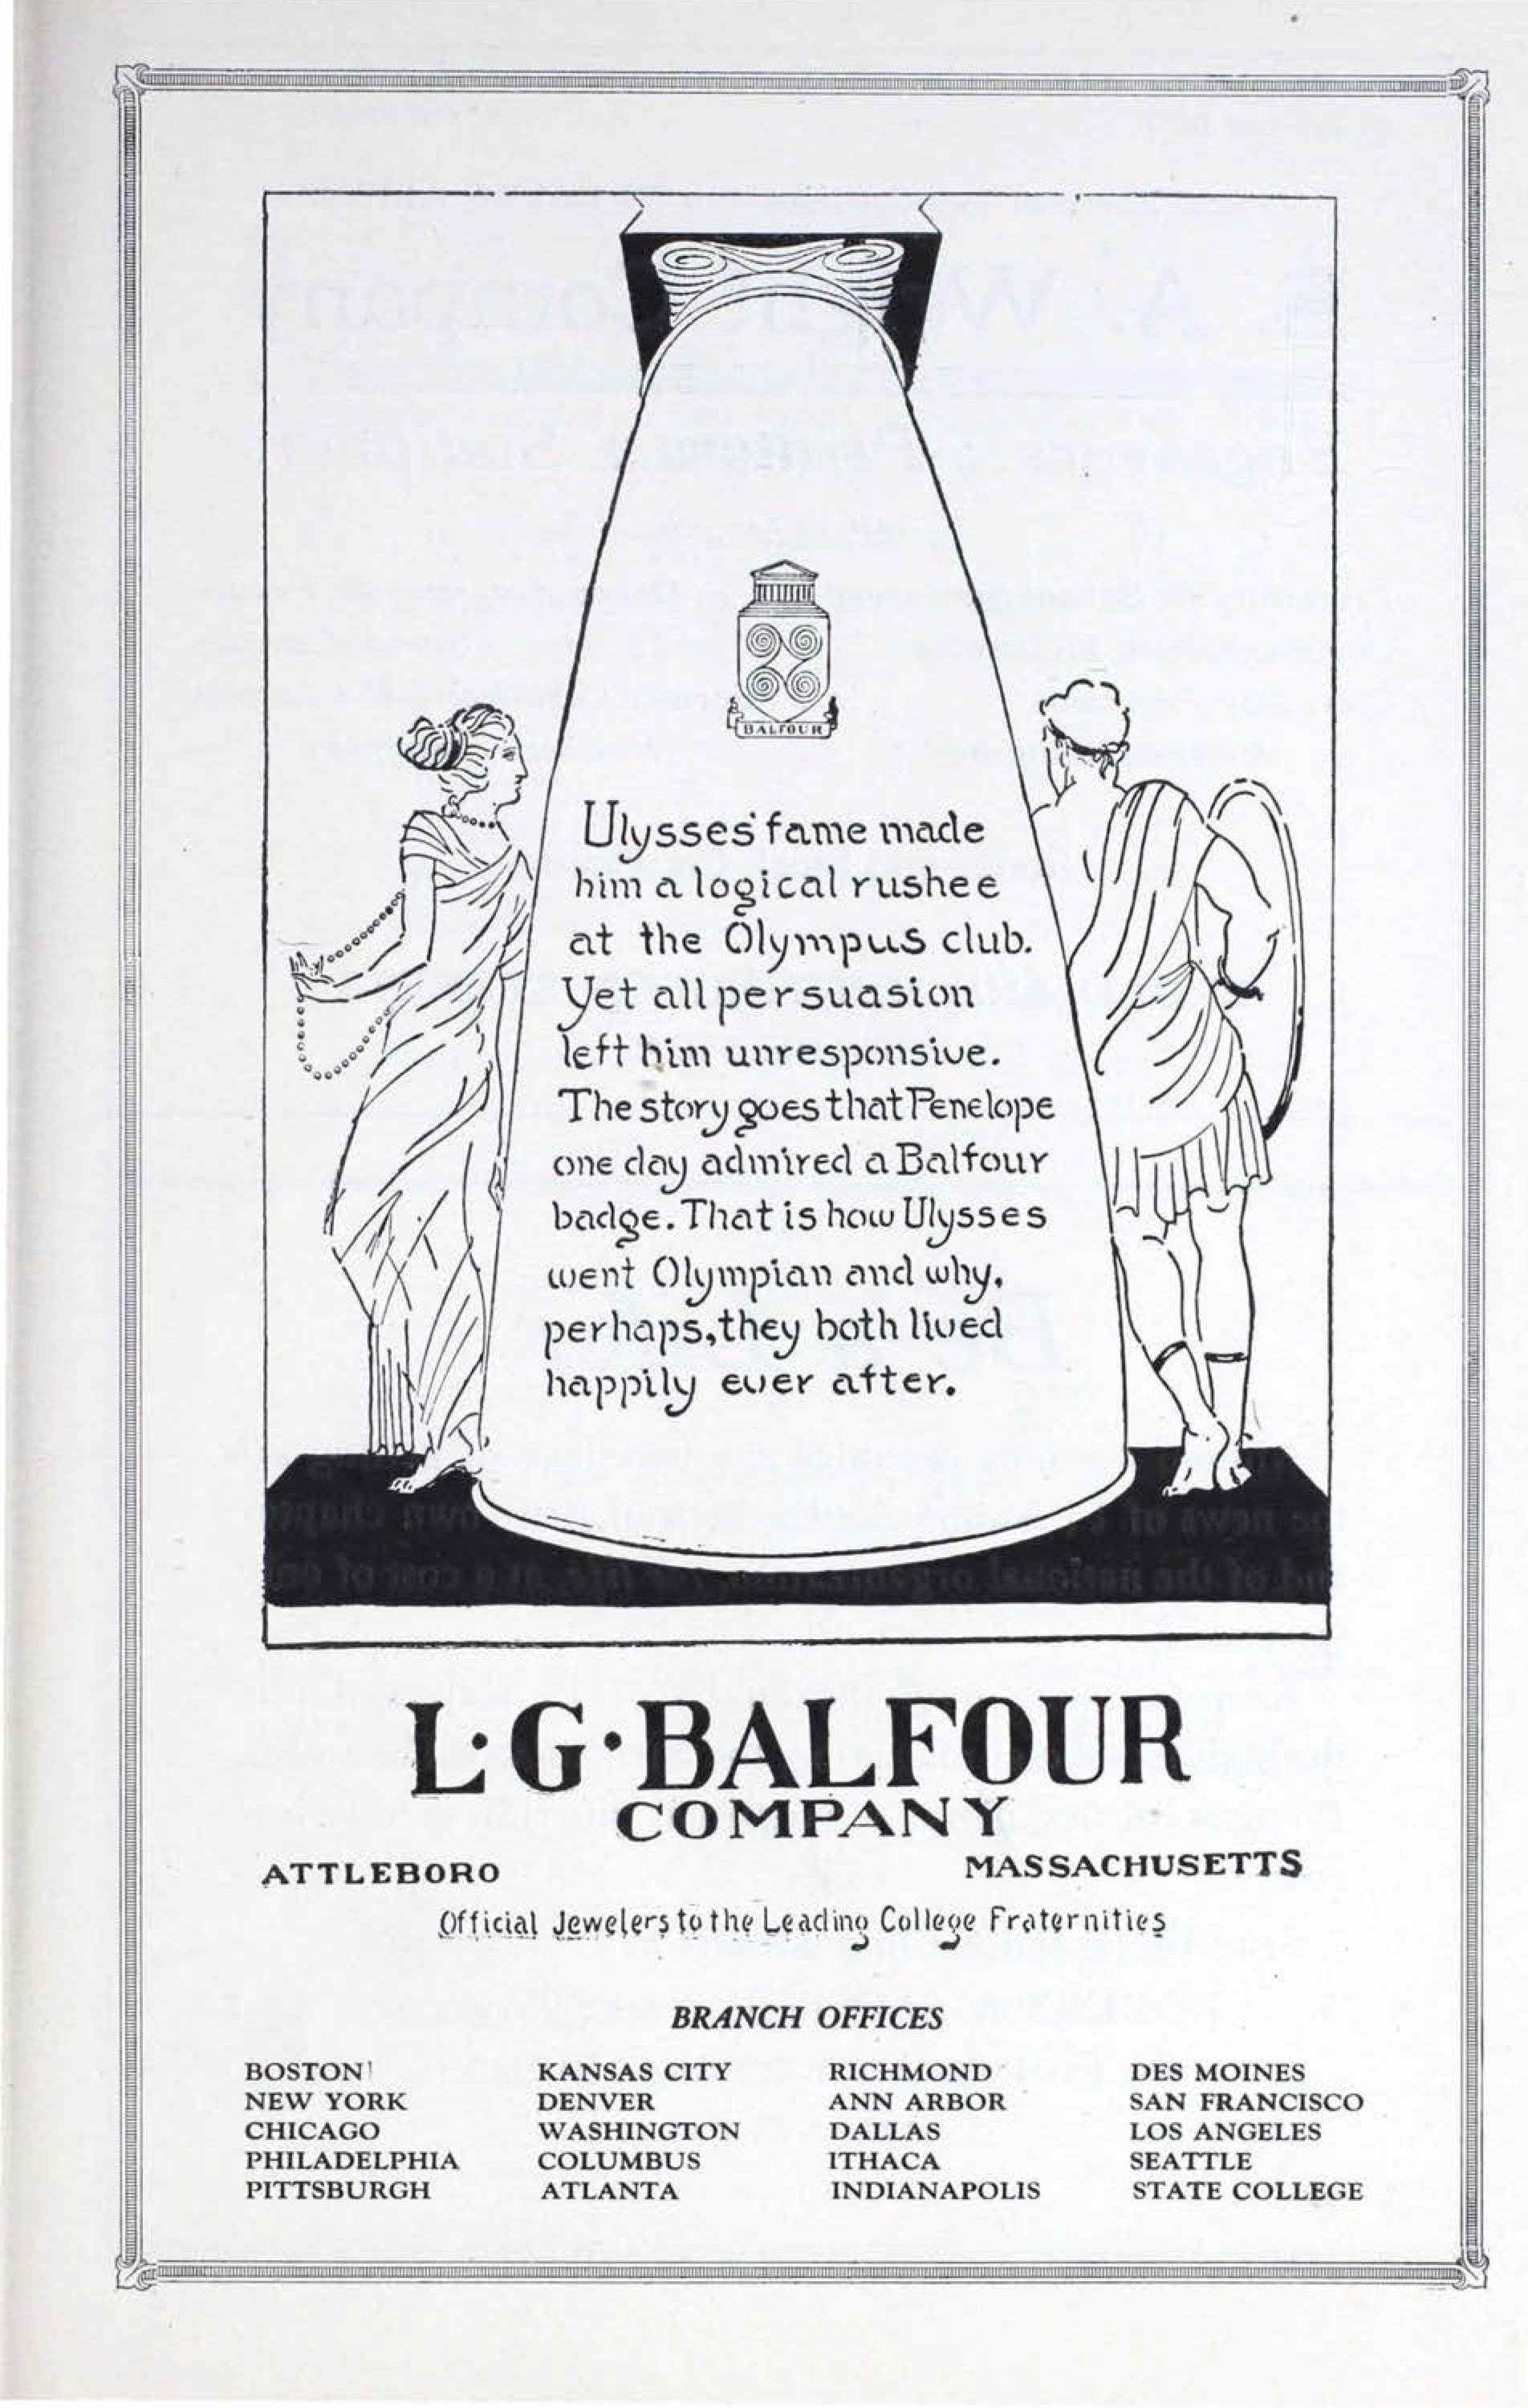 BALFOUR
Ulysses' fame made
him a logical rushee
at the Olympus club.
Yet all persuasion
left him unresponsive.
The story goes that Penelope
one day admired a Balfour
badge. That is how Ulysses
went Olympian and why,
perhaps, they both lived
happily ever after.
L·G·BALFOUR
COMPANY
ATTLEBORO MASSACHUSETTS
Official Jewelers to the Leading College Fraternities
BRANCH OFFICES
BOSTON KANSAS CITY RICHMOND DES MOINES
NEW YORK DENVER ANN ARBOR SAN FRANCISCO
CHICAGO WASHINGTON DALLAS LOS ANGELES
PHILADELPHIA COLUMBUS ITHACA SEATTLE
PITTSBURGH ATLANTA INDIANAPOLIS STATE COLLEGE